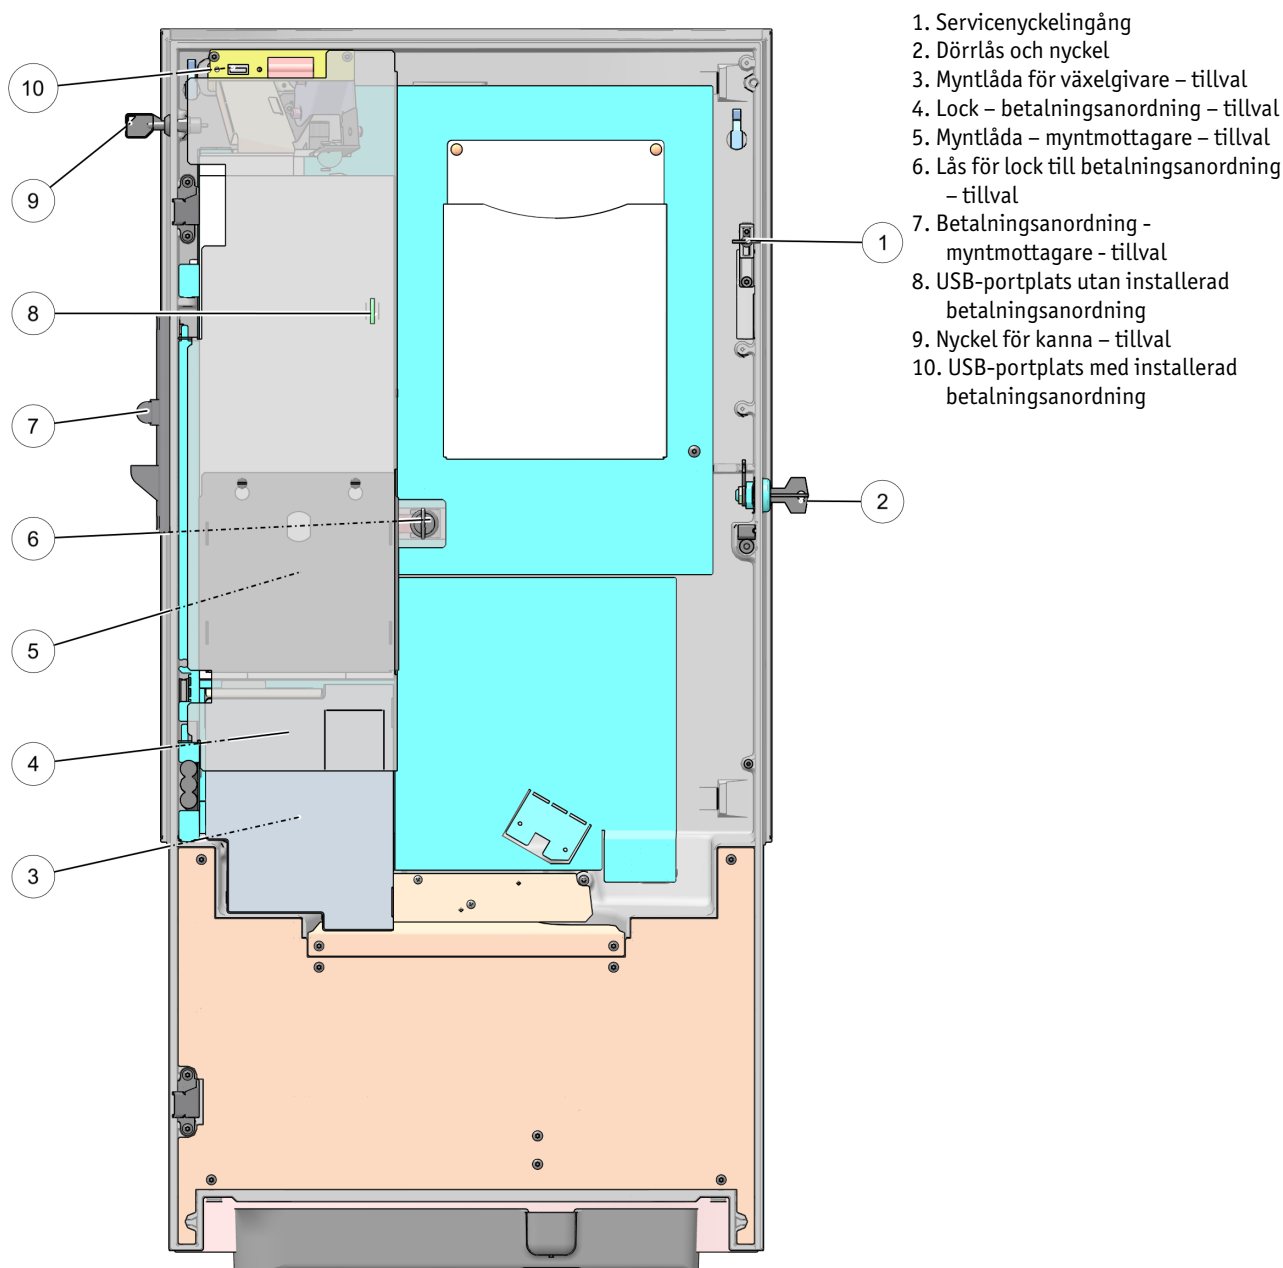 1. Servicenyckelingång
2. Dörrlås och nyckel
3. Myntlåda för växelgivare – tillval
4. Lock – betalningsanordning – tillval
5. Myntlåda – myntmottagare – tillval
6. Lås för lock till betalningsanordning
– tillval
7. Betalningsanordning -
myntmottagare - tillval
8. USB-portplats utan installerad
betalningsanordning
9. Nyckel för kanna – tillval
10. USB-portplats med installerad
betalningsanordning
10
9
1
8
7
2
6
5
4
3